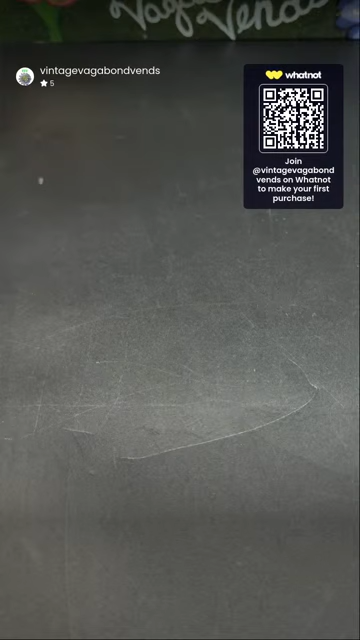 vintagevagabondvends
5
whatnot
Join
@vintagevagabond
vends on Whatnot
to make your first
purchase!